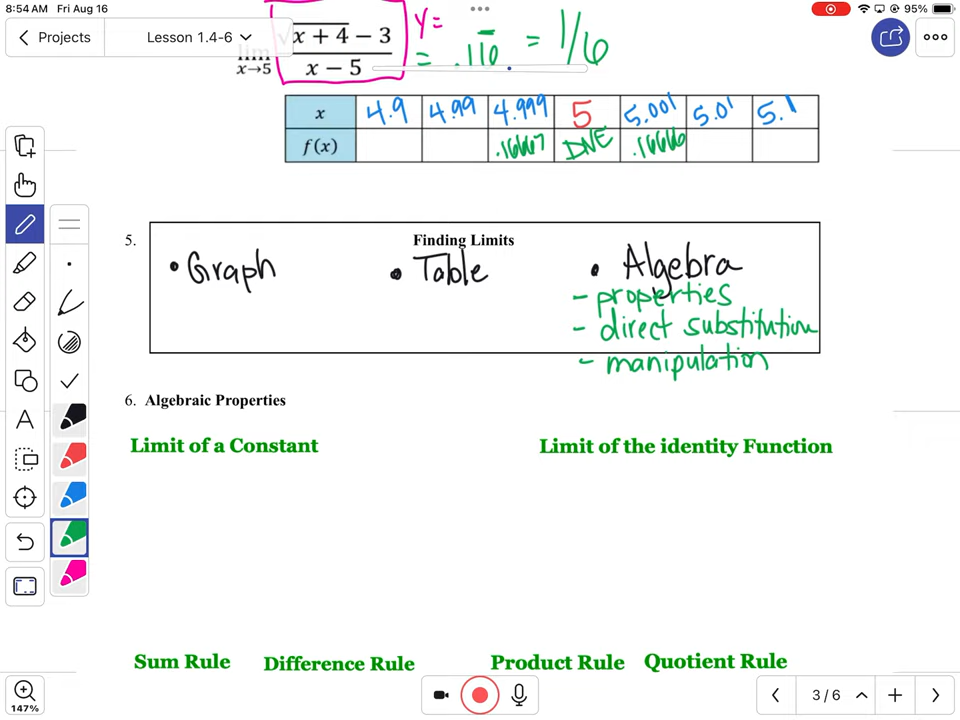 8:54 AM Fri Aug 16
95%
Projects
Lesson 1.4-6
lim x→5
√x + 4 − 3
x − 5
y =
= .116̅ = 1/6
x 4.9 4.99 4.999 5 5.001 5.01 5.1
f(x) .16667 DNE .16666
5. Finding Limits
• Graph • Table • Algebra
- properties
- direct substitution
- manipulation
6. Algebraic Properties
Limit of a Constant Limit of the identity Function
Sum Rule Difference Rule Product Rule Quotient Rule
A
147%
3 / 6